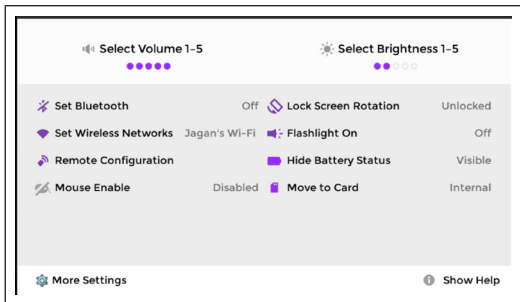 Select Volume 1-5
Select Brightness 1-5
Set Bluetooth Off
Lock Screen Rotation Unlocked
Set Wireless Networks Jagan's Wi-Fi
Flashlight On Off
Remote Configuration
Hide Battery Status Visible
Mouse Enable Disabled
Move to Card Internal
More Settings
Show Help